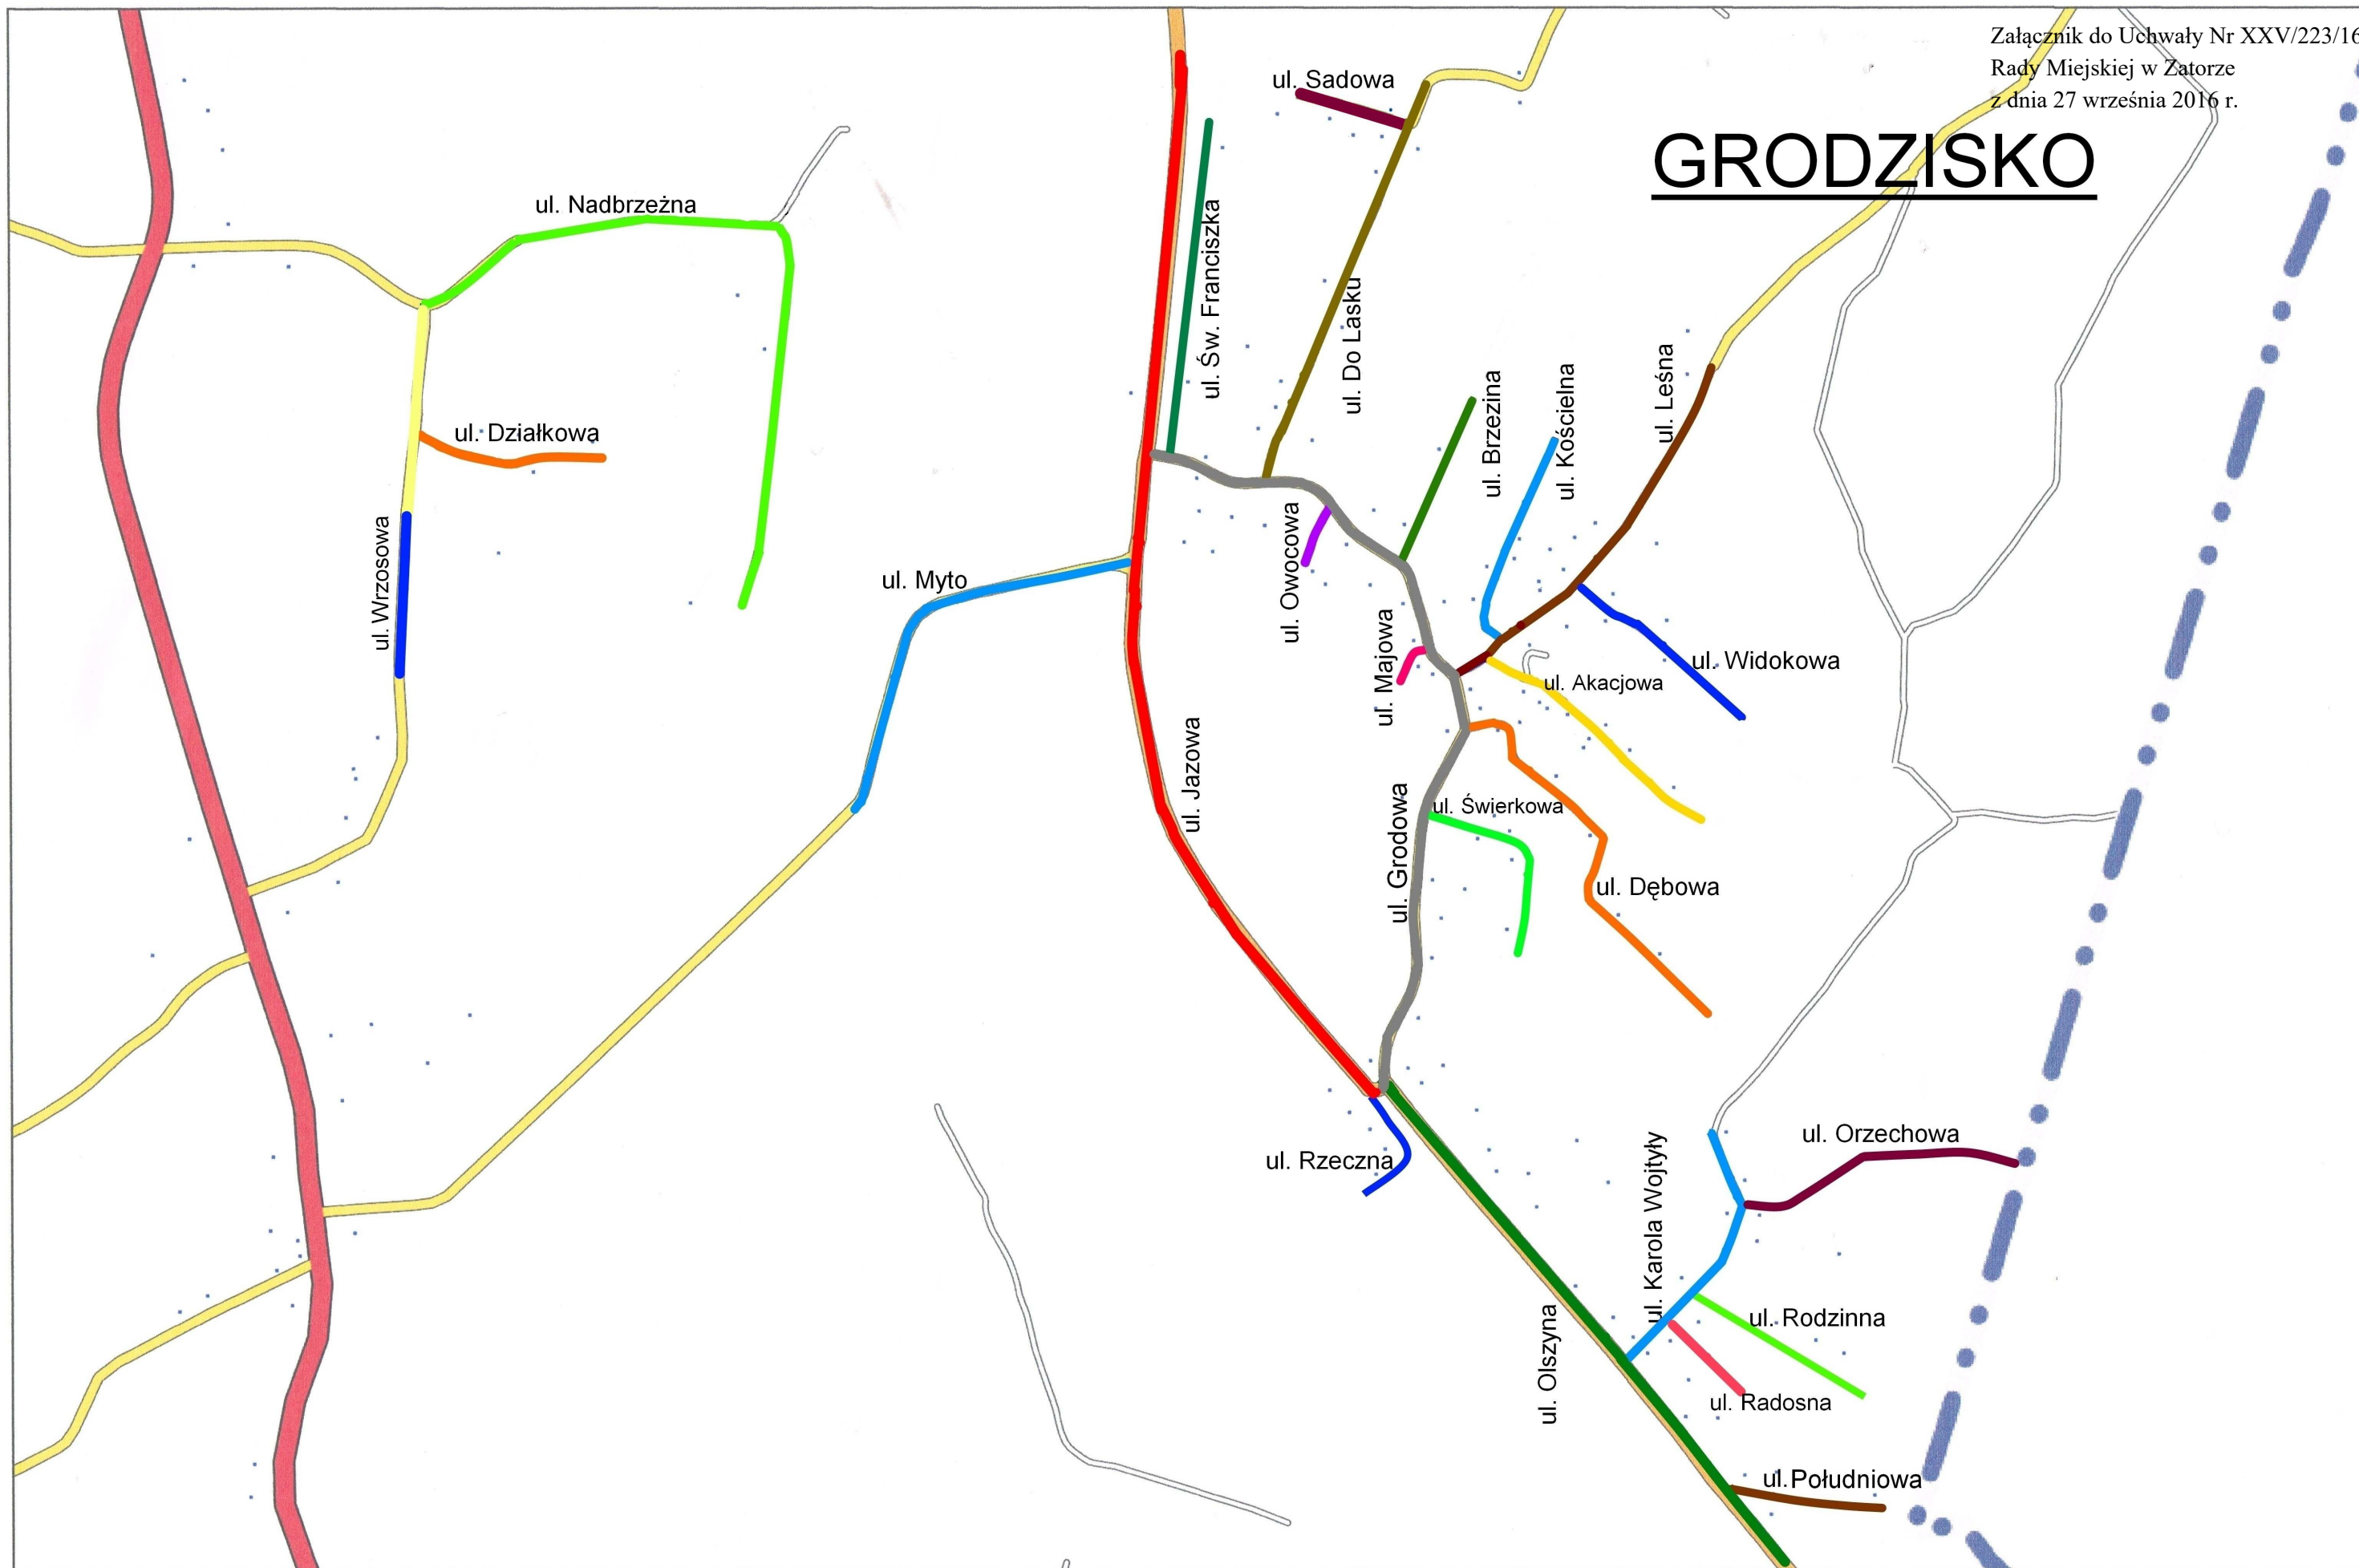 Załącznik do Uchwały Nr XXV/223/16
Rady Miejskiej w Zatorze
z dnia 27 września 2016 r.
GRODZISKO
ul. Sadowa
ul. Nadbrzeżna
ul. Św. Franciszka
ul. Do Lasku
ul. Działkowa
ul. Brzezina
ul. Kościelna
ul. Leśna
ul. Wrzosowa
ul. Myto
ul. Owocowa
ul. Majowa
ul. Widokowa
ul. Akacjowa
ul. Jazowa
ul. Grodowa
ul. Świerkowa
ul. Dębowa
ul. Rzeczna
ul. Orzechowa
ul. Karola Wojtyły
ul. Rodzinna
ul. Olszyna
ul. Radosna
ul.Południowa